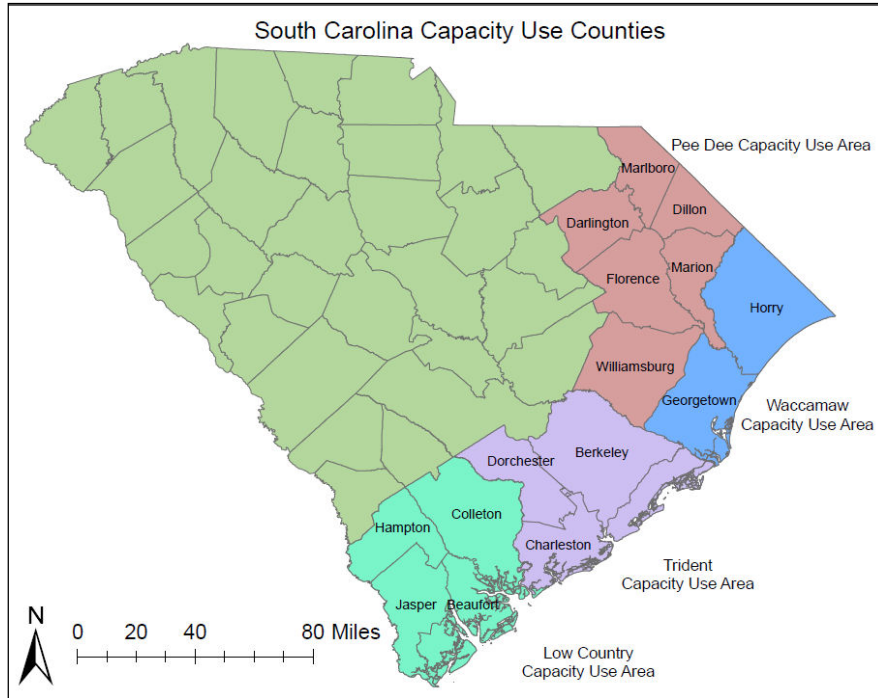 South Carolina Capacity Use Counties
Pee Dee Capacity Use Area
Marlboro
Dillon
Darlington
Florence
Marion
Horry
Williamsburg
Georgetown
Waccamaw
Capacity Use Area
Dorchester
Berkeley
Colleton
Hampton
Charleston
Trident
Capacity Use Area
Jasper
Beaufort
N
0 20 40 80 Miles
Low Country
Capacity Use Area